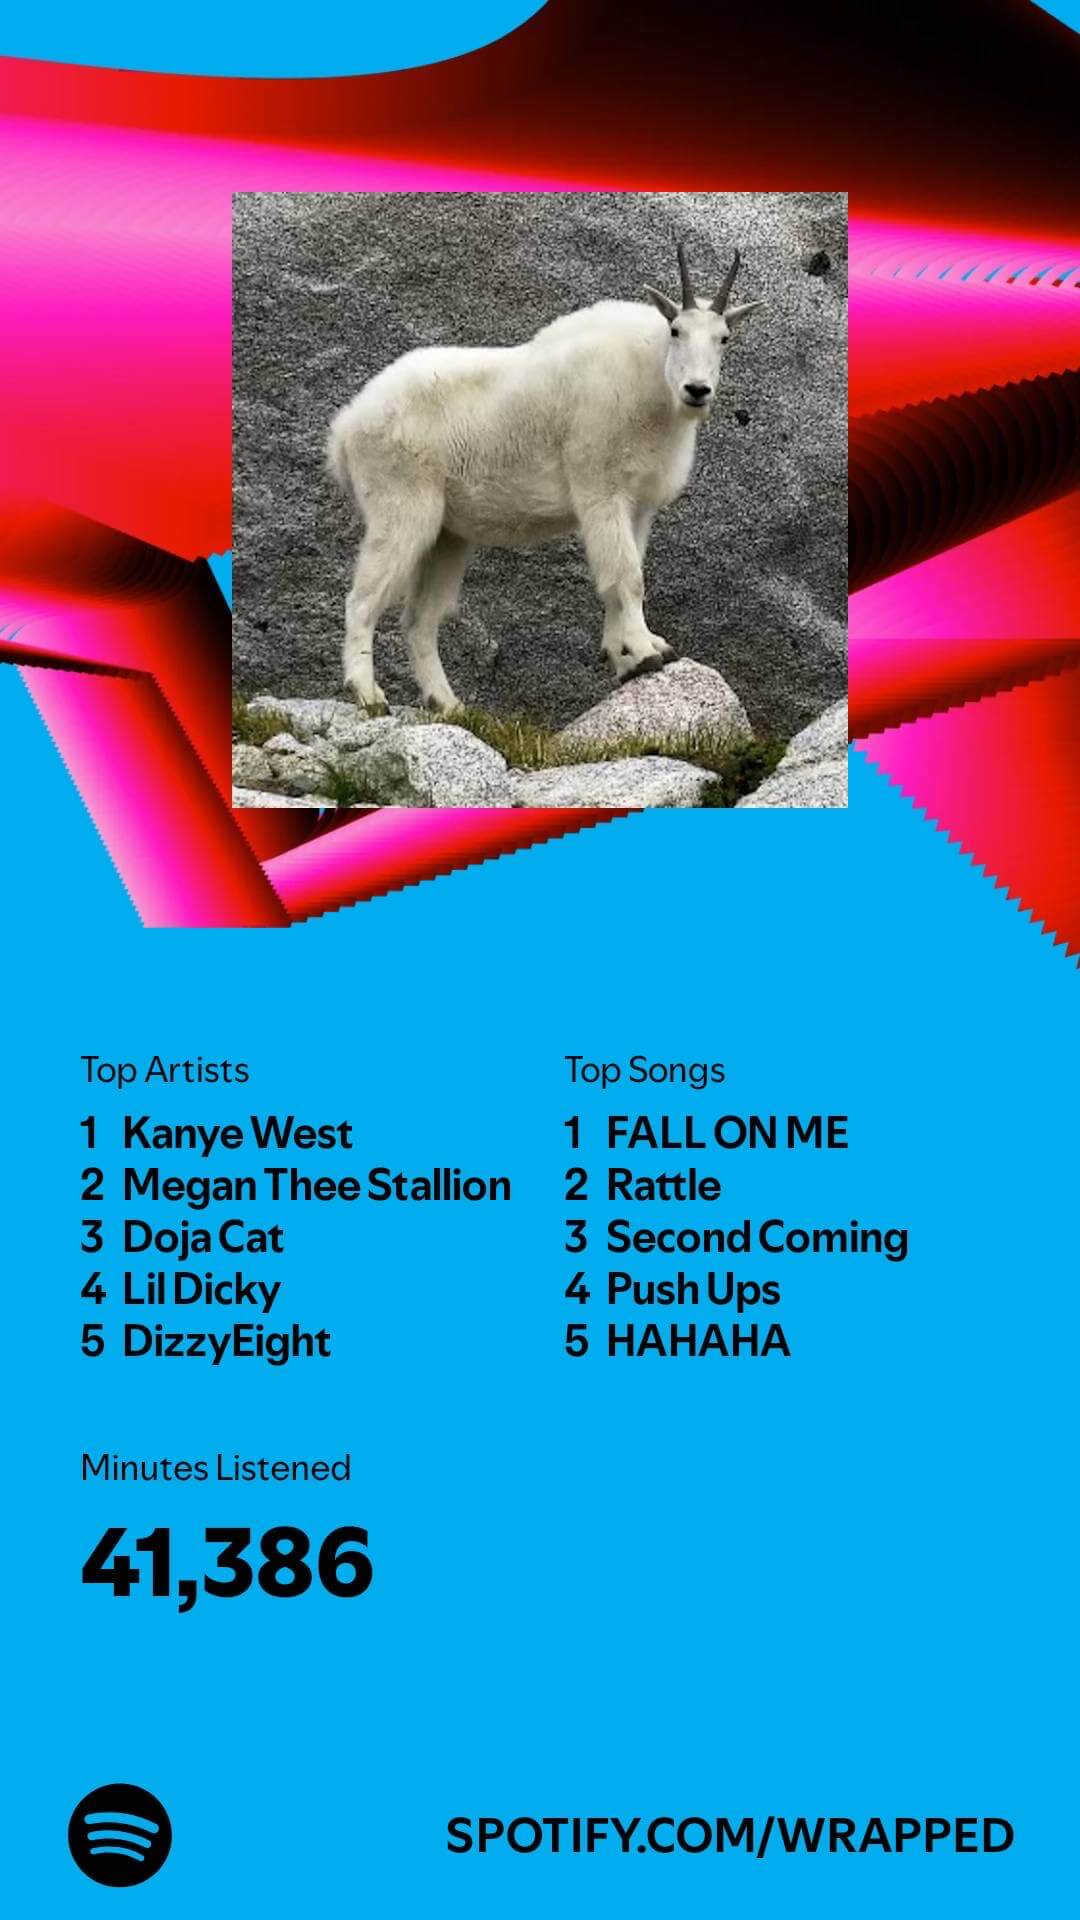 Top Artists
1 Kanye West
2 Megan Thee Stallion
3 Doja Cat
4 Lil Dicky
5 DizzyEight
Top Songs
1 FALL ON ME
2 Rattle
3 Second Coming
4 Push Ups
5 HAHAHA
Minutes Listened
41,386
SPOTIFY.COM/WRAPPED